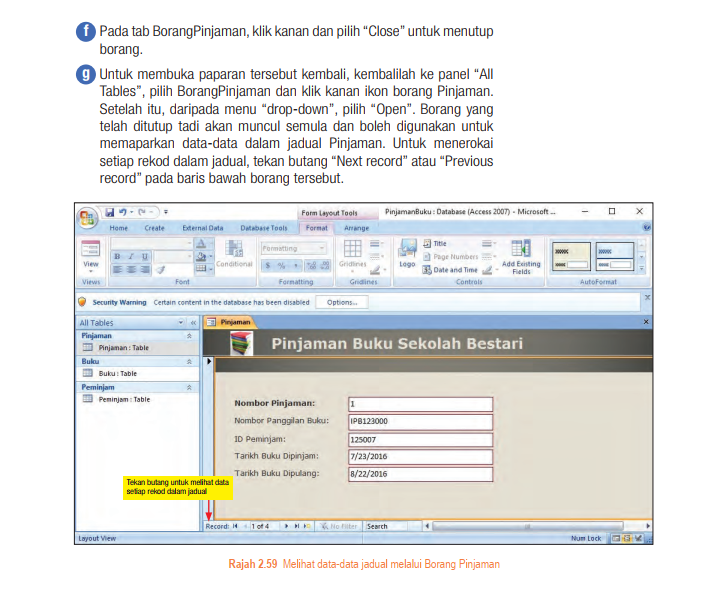 f Pada tab BorangPinjaman, klik kanan dan pilih “Close” untuk menutup
borang.
g Untuk membuka paparan tersebut kembali, kembalilah ke panel “All
Tables”, pilih BorangPinjaman dan klik kanan ikon borang Pinjaman.
Setelah itu, daripada menu “drop-down”, pilih “Open”. Borang yang
telah ditutup tadi akan muncul semula dan boleh digunakan untuk
memaparkan data-data dalam jadual Pinjaman. Untuk menerokai
setiap rekod dalam jadual, tekan butang “Next record” atau “Previous
record” pada baris bawah borang tersebut.
Form Layout Tools PinjamanBuku : Database (Access 2007) - Microsoft ...
Home Create External Data Database Tools Format Arrange
View
B I U
Conditional
Formatting
$ % ,
Gridlines
Logo
Title
Page Numbers
Date and Time
Add Existing
Fields
Views Font Formatting Gridlines Controls AutoFormat
Security Warning Certain content in the database has been disabled Options...
All Tables
Pinjaman
Pinjaman : Table
Buku
Buku : Table
Peminjam
Peminjam : Table
Pinjaman
Pinjaman Buku Sekolah Bestari
Nombor Pinjaman: 1
Nombor Panggilan Buku: IPB123000
ID Peminjam: 125007
Tarikh Buku Dipinjam: 7/23/2016
Tarikh Buku Dipulang: 8/22/2016
Tekan butang untuk melihat data
setiap rekod dalam jadual
Record: 1 of 4 No Filter Search
Layout View Num Lock
Rajah 2.59 Melihat data-data jadual melalui Borang Pinjaman